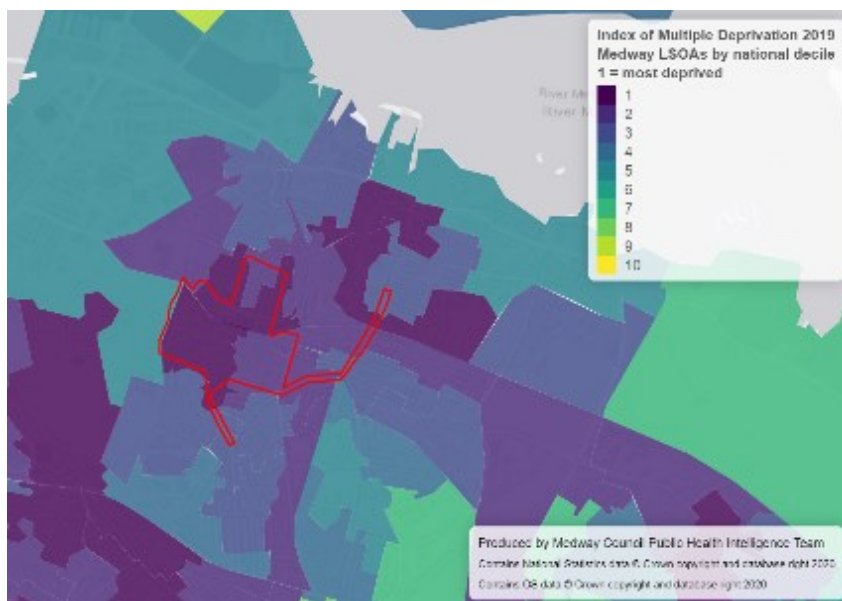 Index of Multiple Deprivation 2019
Medway LSOAs by national decile
1 = most deprived
River
River
1
2
3
4
5
6
7
8
9
10
Produced by Medway Council Public Health Intelligence Team
Contains National Statistics data © Crown copyright and database right 2020
Contains OS data © Crown copyright and database right 2020